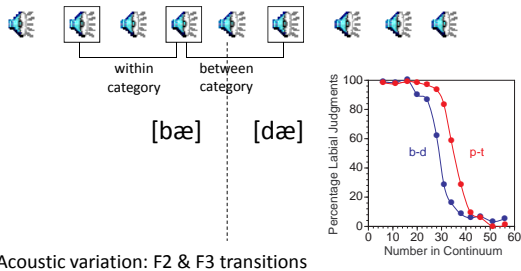 within
category
between
category
[bæ]
[dæ]
Percentage Labial Judgments
100
80
60
40
20
0
b-d
p-t
0 10 20 30 40 50 60
Number in Continuum
Acoustic variation: F2 & F3 transitions